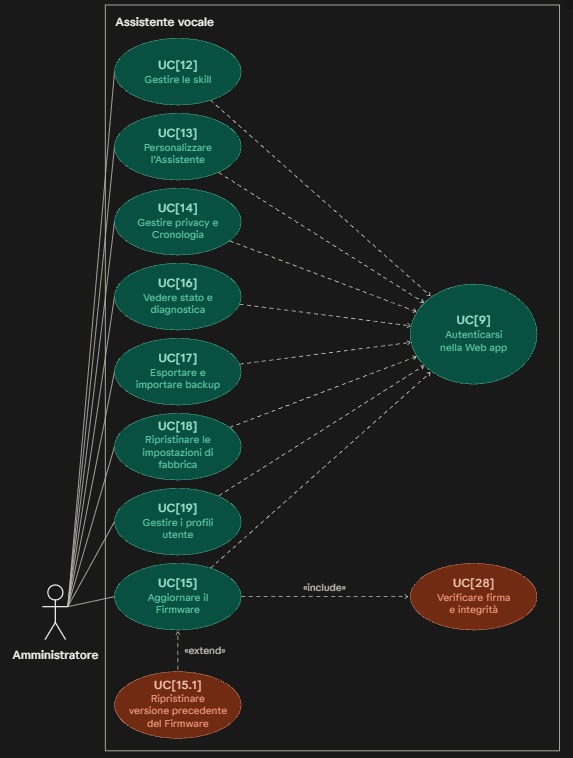 Assistente vocale
UC[12]
Gestire le skill
UC[13]
Personalizzare
l'Assistente
UC[14]
Gestire privacy e
Cronologia
UC[16]
Vedere stato e
diagnostica
UC[9]
Autenticarsi
nella Web app
UC[17]
Esportare e
importare backup
UC[18]
Ripristinare le
impostazioni di
fabbrica
UC[19]
Gestire i profili
utente
UC[15]
Aggiornare il
Firmware
«include»
UC[28]
Verificare firma
e integrità
Amministratore
«extend»
UC[15.1]
Ripristinare
versione precedente
del Firmware